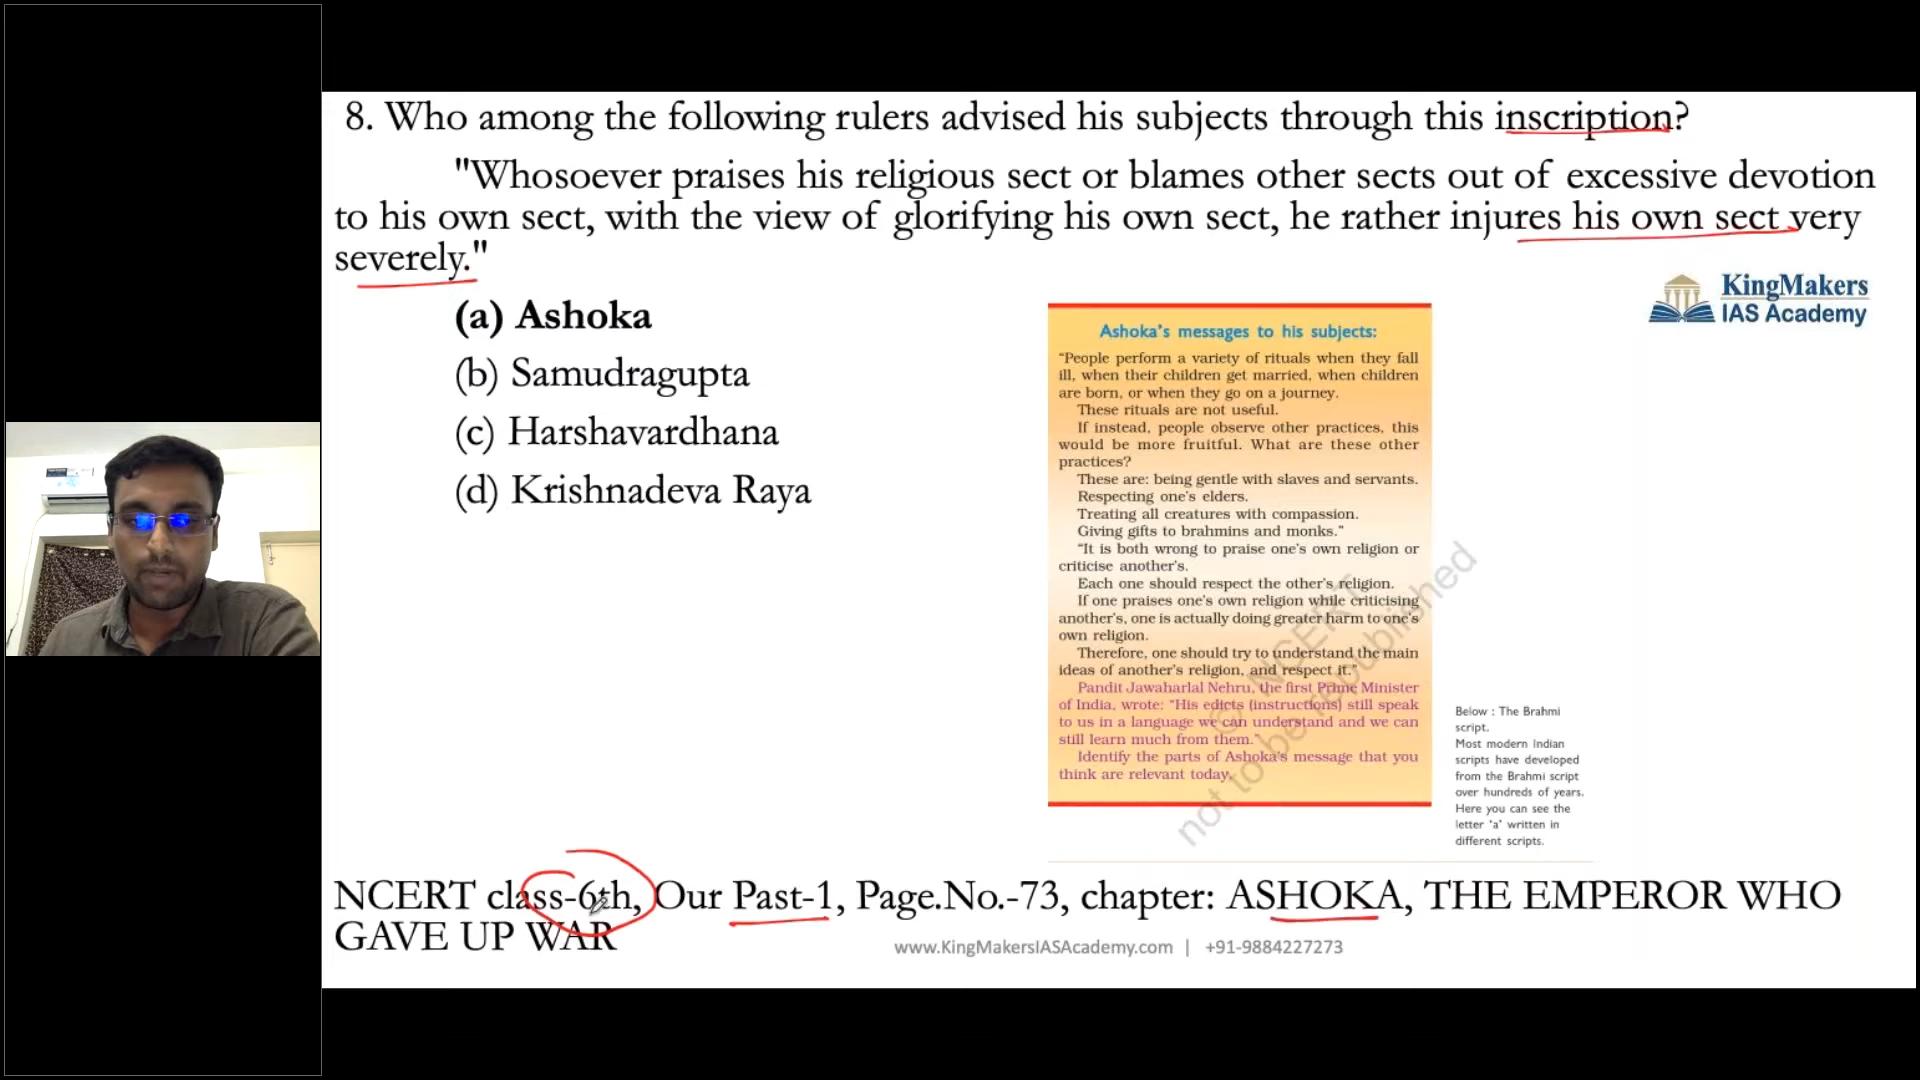 8. Who among the following rulers advised his subjects through this inscription?
"Whosoever praises his religious sect or blames other sects out of excessive devotion
to his own sect, with the view of glorifying his own sect, he rather injures his own sect very
severely."
(a) Ashoka
(b) Samudragupta
(c) Harshavardhana
(d) Krishnadeva Raya
KingMakers
IAS Academy
Ashoka's messages to his subjects:
"People perform a variety of rituals when they fall
ill, when their children get married, when children
are born, or when they go on a journey.
These rituals are not useful.
If instead, people observe other practices, this
would be more fruitful. What are these other
practices?
These are: being gentle with slaves and servants.
Respecting one's elders.
Treating all creatures with compassion.
Giving gifts to brahmins and monks."
"It is both wrong to praise one's own religion or
criticise another's.
Each one should respect the other's religion.
If one praises one's own religion while criticising
another's, one is actually doing greater harm to one's
own religion.
Therefore, one should try to understand the main
ideas of another's religion, and respect it."
Pandit Jawaharlal Nehru, the first Prime Minister
of India, wrote: "His edicts (instructions) still speak
to us in a language we can understand and we can
still learn much from them."
Identify the parts of Ashoka's message that you
think are relevant today.
© NCERT
not to be republished
Below : The Brahmi
script.
Most modern Indian
scripts have developed
from the Brahmi script
over hundreds of years.
Here you can see the
letter 'a' written in
different scripts.
NCERT class-6th, Our Past-1, Page.No.-73, chapter: ASHOKA, THE EMPEROR WHO
GAVE UP WAR
www.KingMakersIASAcademy.com | +91-9884227273